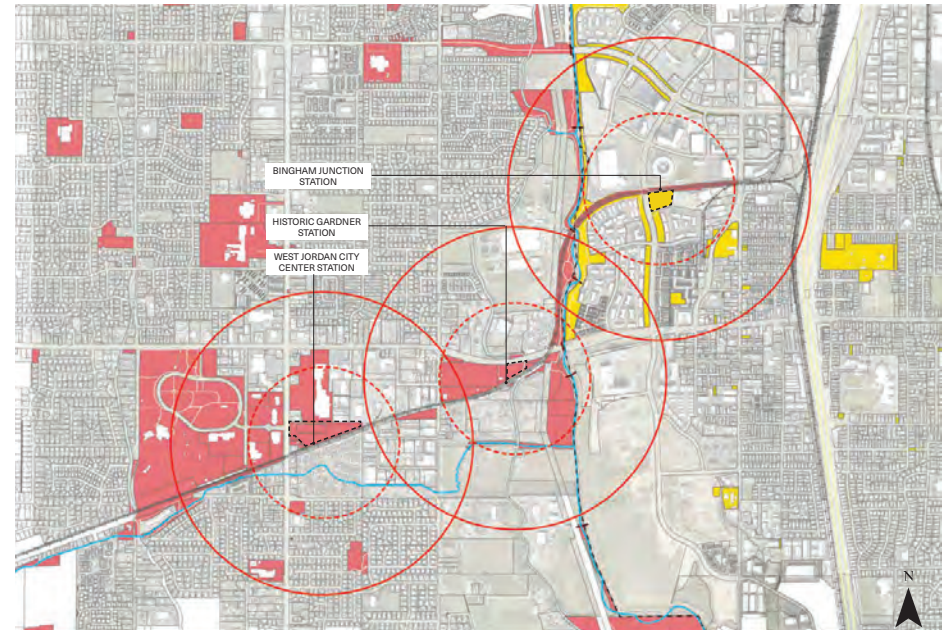 BINGHAM JUNCTION
STATION
HISTORIC GARDNER
STATION
WEST JORDAN CITY
CENTER STATION
N